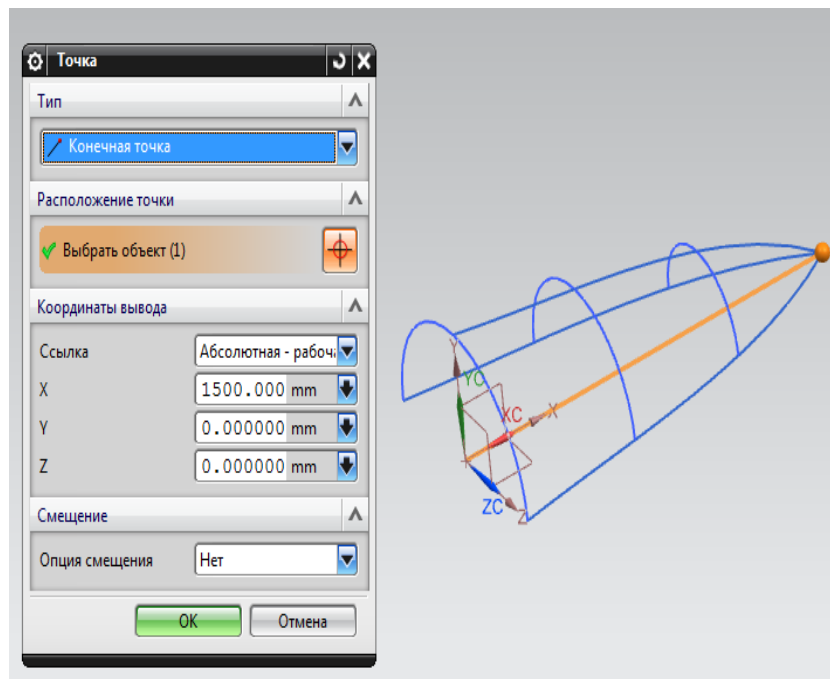 Точка
Тип
Конечная точка
Расположение точки
Выбрать объект (1)
Координаты вывода
Ссылка Абсолютная - рабоч
X 1500.000 mm
Y 0.000000 mm
Z 0.000000 mm
Смещение
Опция смещения Нет
OK Отмена
Y
YC
XC X
ZC Z